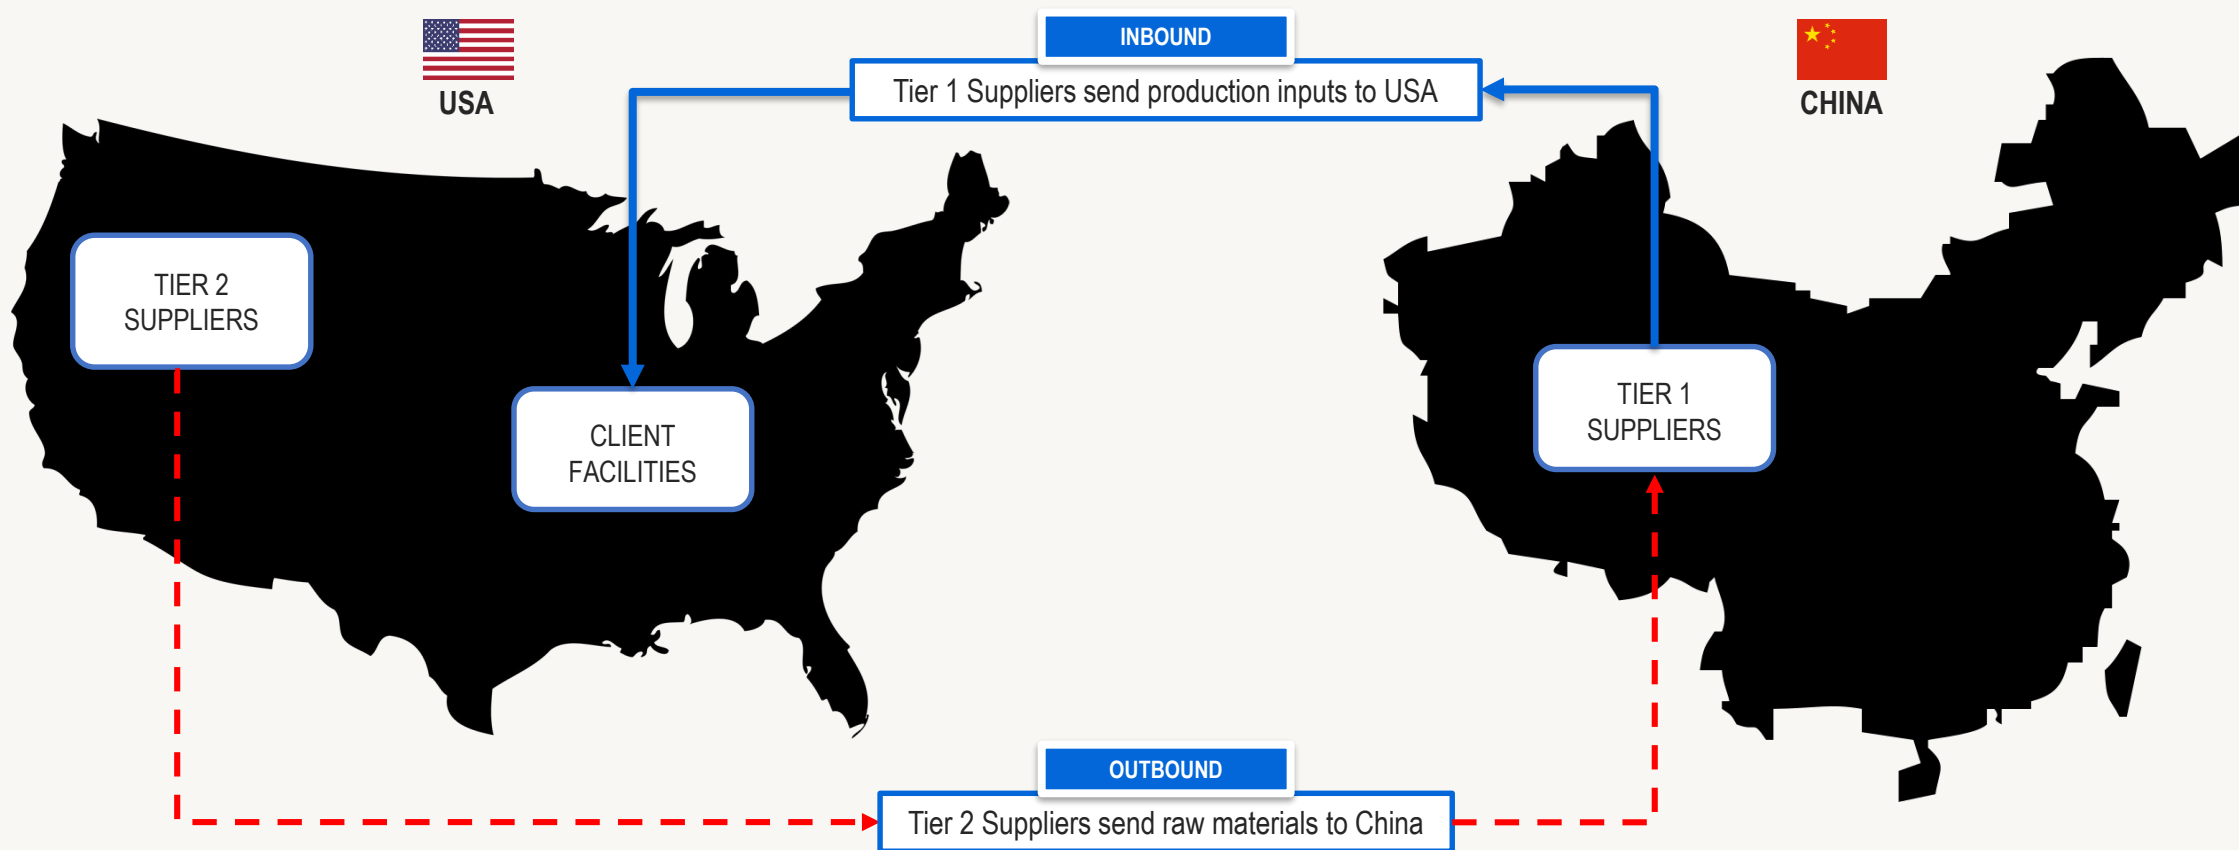 USA
INBOUND
Tier 1 Suppliers send production inputs to USA
CHINA
TIER 2
SUPPLIERS
CLIENT
FACILITIES
TIER 1
SUPPLIERS
OUTBOUND
Tier 2 Suppliers send raw materials to China